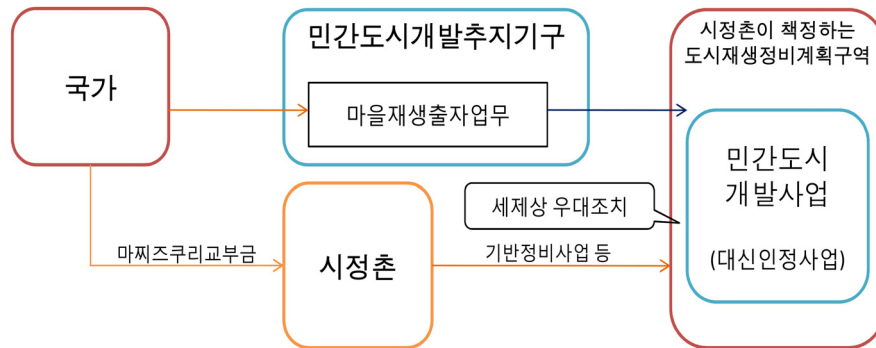 국가
민간도시개발추지기구
마을재생출자업무
시정촌이 책정하는
도시재생정비계획구역
민간도시
개발사업
(대신인정사업)
세제상 우대조치
마찌즈쿠리교부금
시정촌
기반정비사업 등